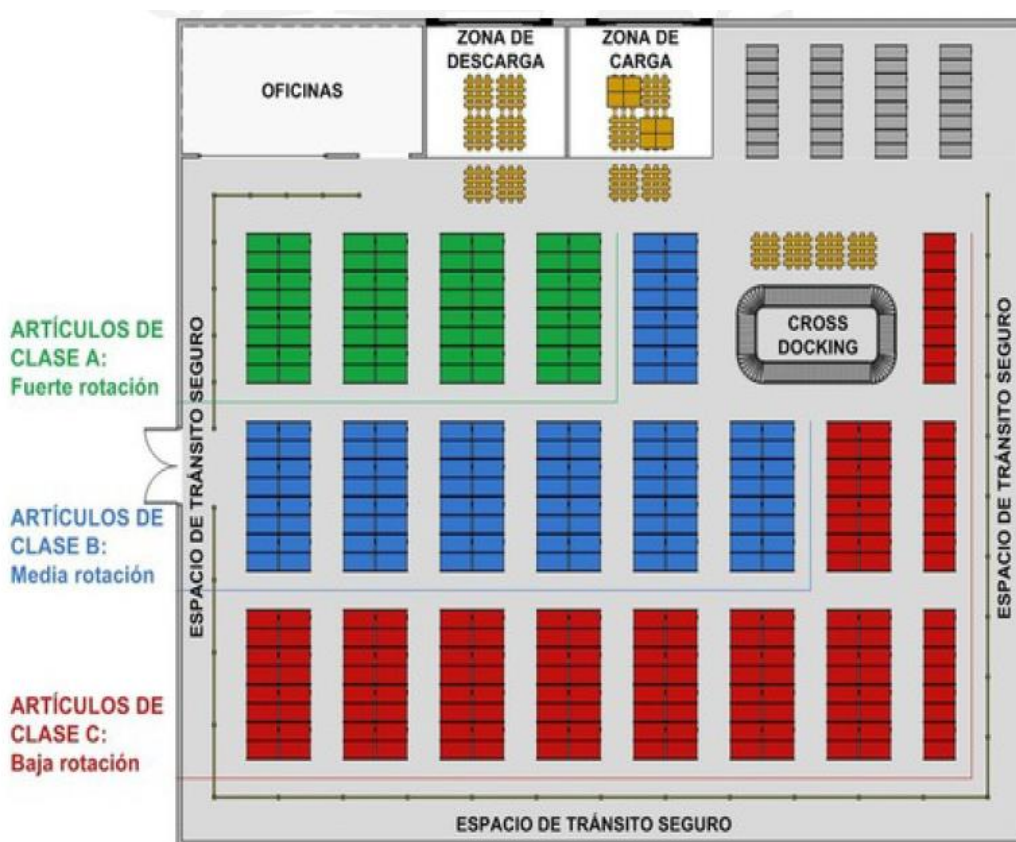 ZONA DE
DESCARGA
ZONA DE
CARGA
OFICINAS
CROSS
DOCKING
ARTÍCULOS DE
CLASE A:
Fuerte rotación
ESPACIO DE TRÁNSITO SEGURO
ESPACIO DE TRÁNSITO SEGURO
ARTÍCULOS DE
CLASE B:
Media rotación
ARTÍCULOS DE
CLASE C:
Baja rotación
ESPACIO DE TRÁNSITO SEGURO